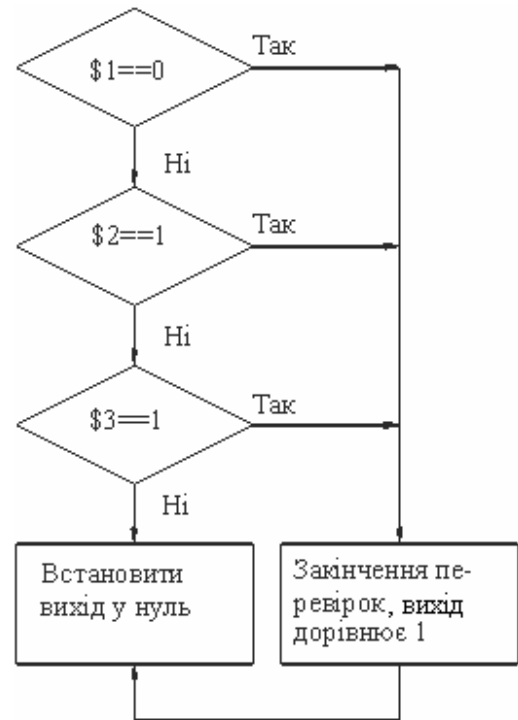 $1==0
Так
Ні
$2==1
Так
Ні
$3==1
Так
Ні
Встановити
вихід у нуль
Закінчення пе-
ревірок, вихід
дорівнює 1